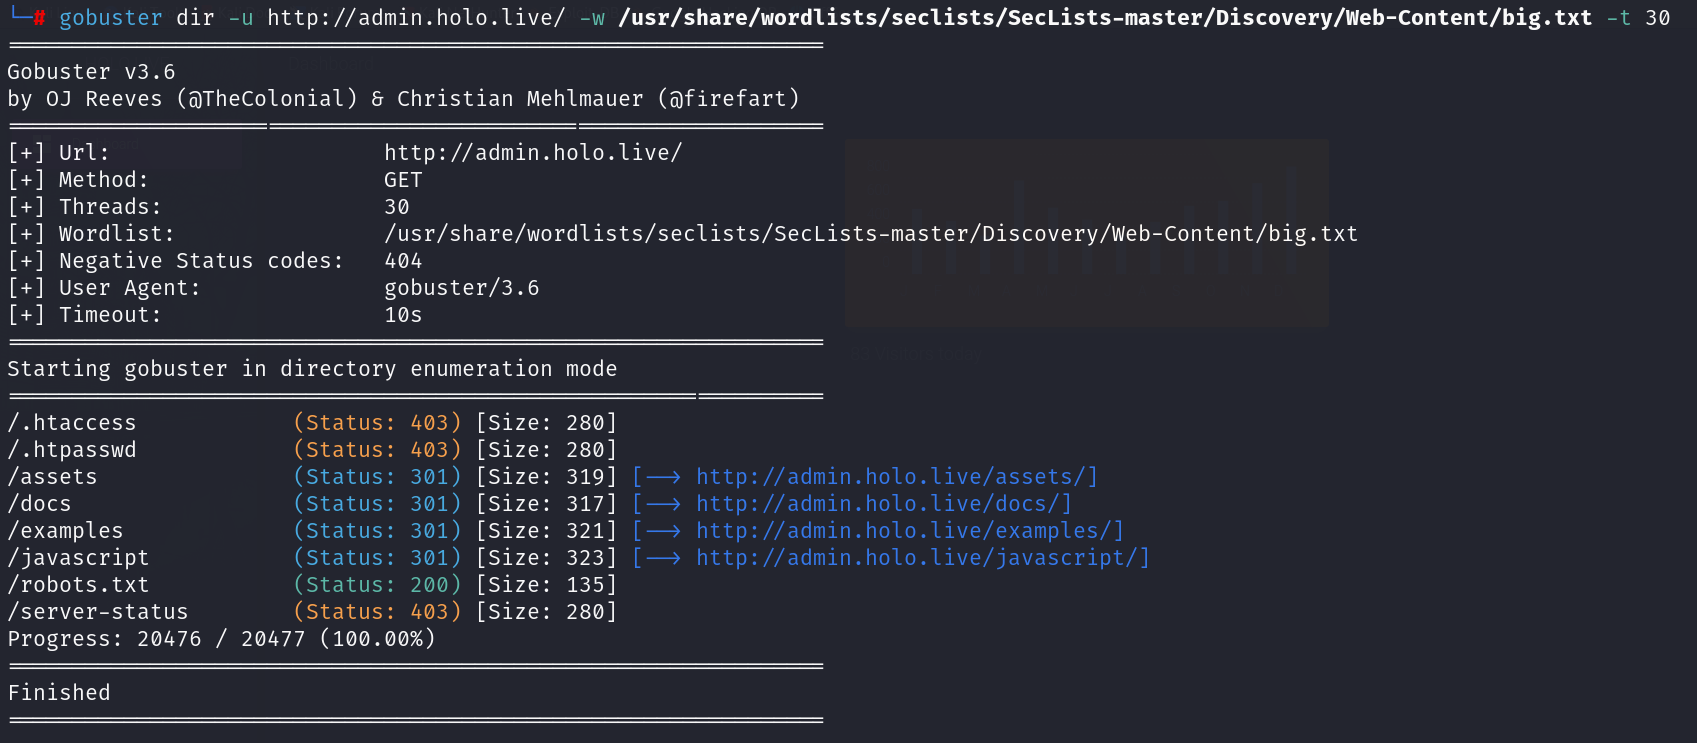 └─# gobuster dir -u http://admin.holo.live/ -w /usr/share/wordlists/seclists/SecLists-master/Discovery/Web-Content/big.txt -t 30
===============================================================
Gobuster v3.6
by OJ Reeves (@TheColonial) & Christian Mehlmauer (@firefart)
===============================================================
[+] Url:                     http://admin.holo.live/
[+] Method:                  GET
[+] Threads:                 30
[+] Wordlist:                /usr/share/wordlists/seclists/SecLists-master/Discovery/Web-Content/big.txt
[+] Negative Status codes:   404
[+] User Agent:              gobuster/3.6
[+] Timeout:                 10s
===============================================================
Starting gobuster in directory enumeration mode
===============================================================
/.htaccess            (Status: 403) [Size: 280]
/.htpasswd            (Status: 403) [Size: 280]
/assets               (Status: 301) [Size: 319] [--> http://admin.holo.live/assets/]
/docs                 (Status: 301) [Size: 317] [--> http://admin.holo.live/docs/]
/examples             (Status: 301) [Size: 321] [--> http://admin.holo.live/examples/]
/javascript           (Status: 301) [Size: 323] [--> http://admin.holo.live/javascript/]
/robots.txt           (Status: 200) [Size: 135]
/server-status        (Status: 403) [Size: 280]
Progress: 20476 / 20477 (100.00%)
===============================================================
Finished
===============================================================